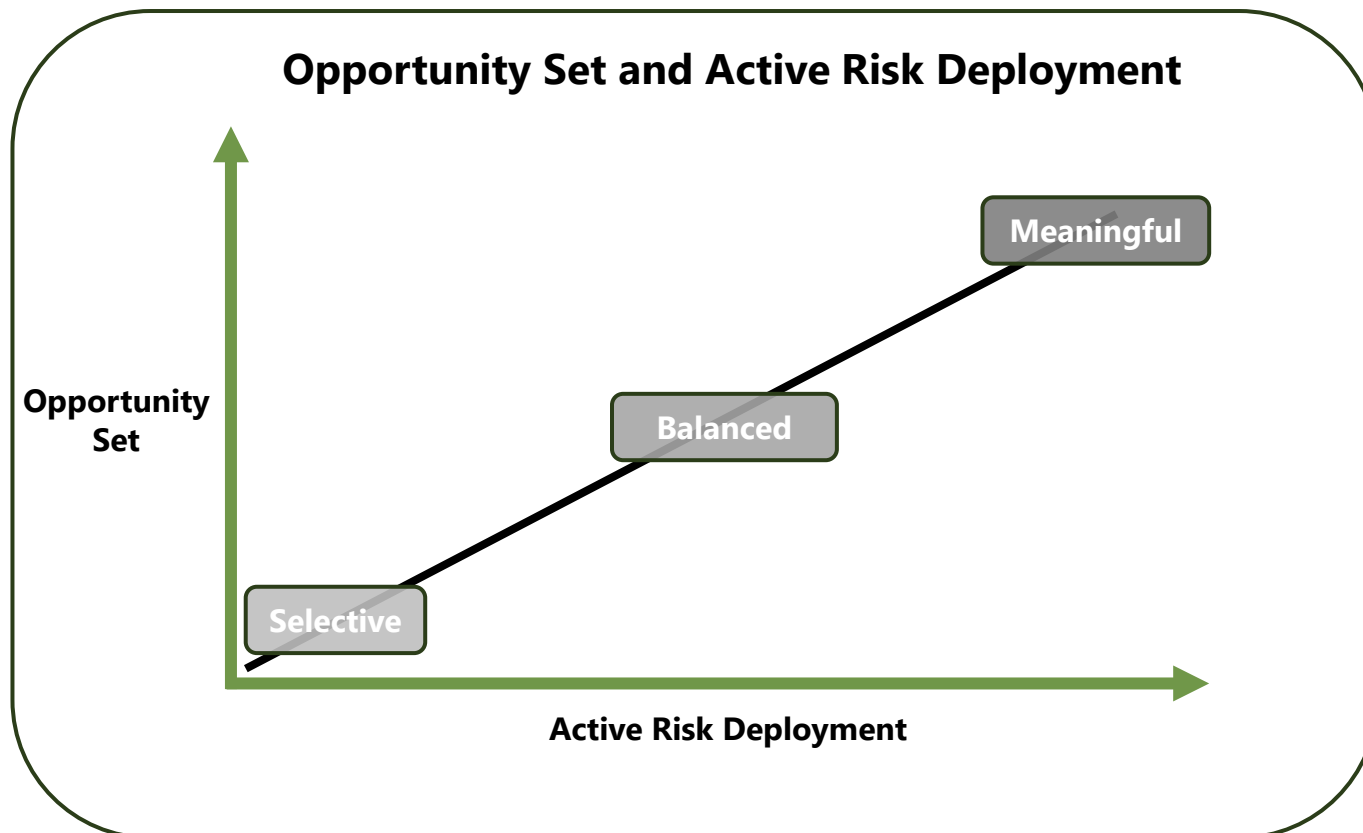 Opportunity Set and Active Risk Deployment
Meaningful
Opportunity
Set
Balanced
Selective
Active Risk Deployment